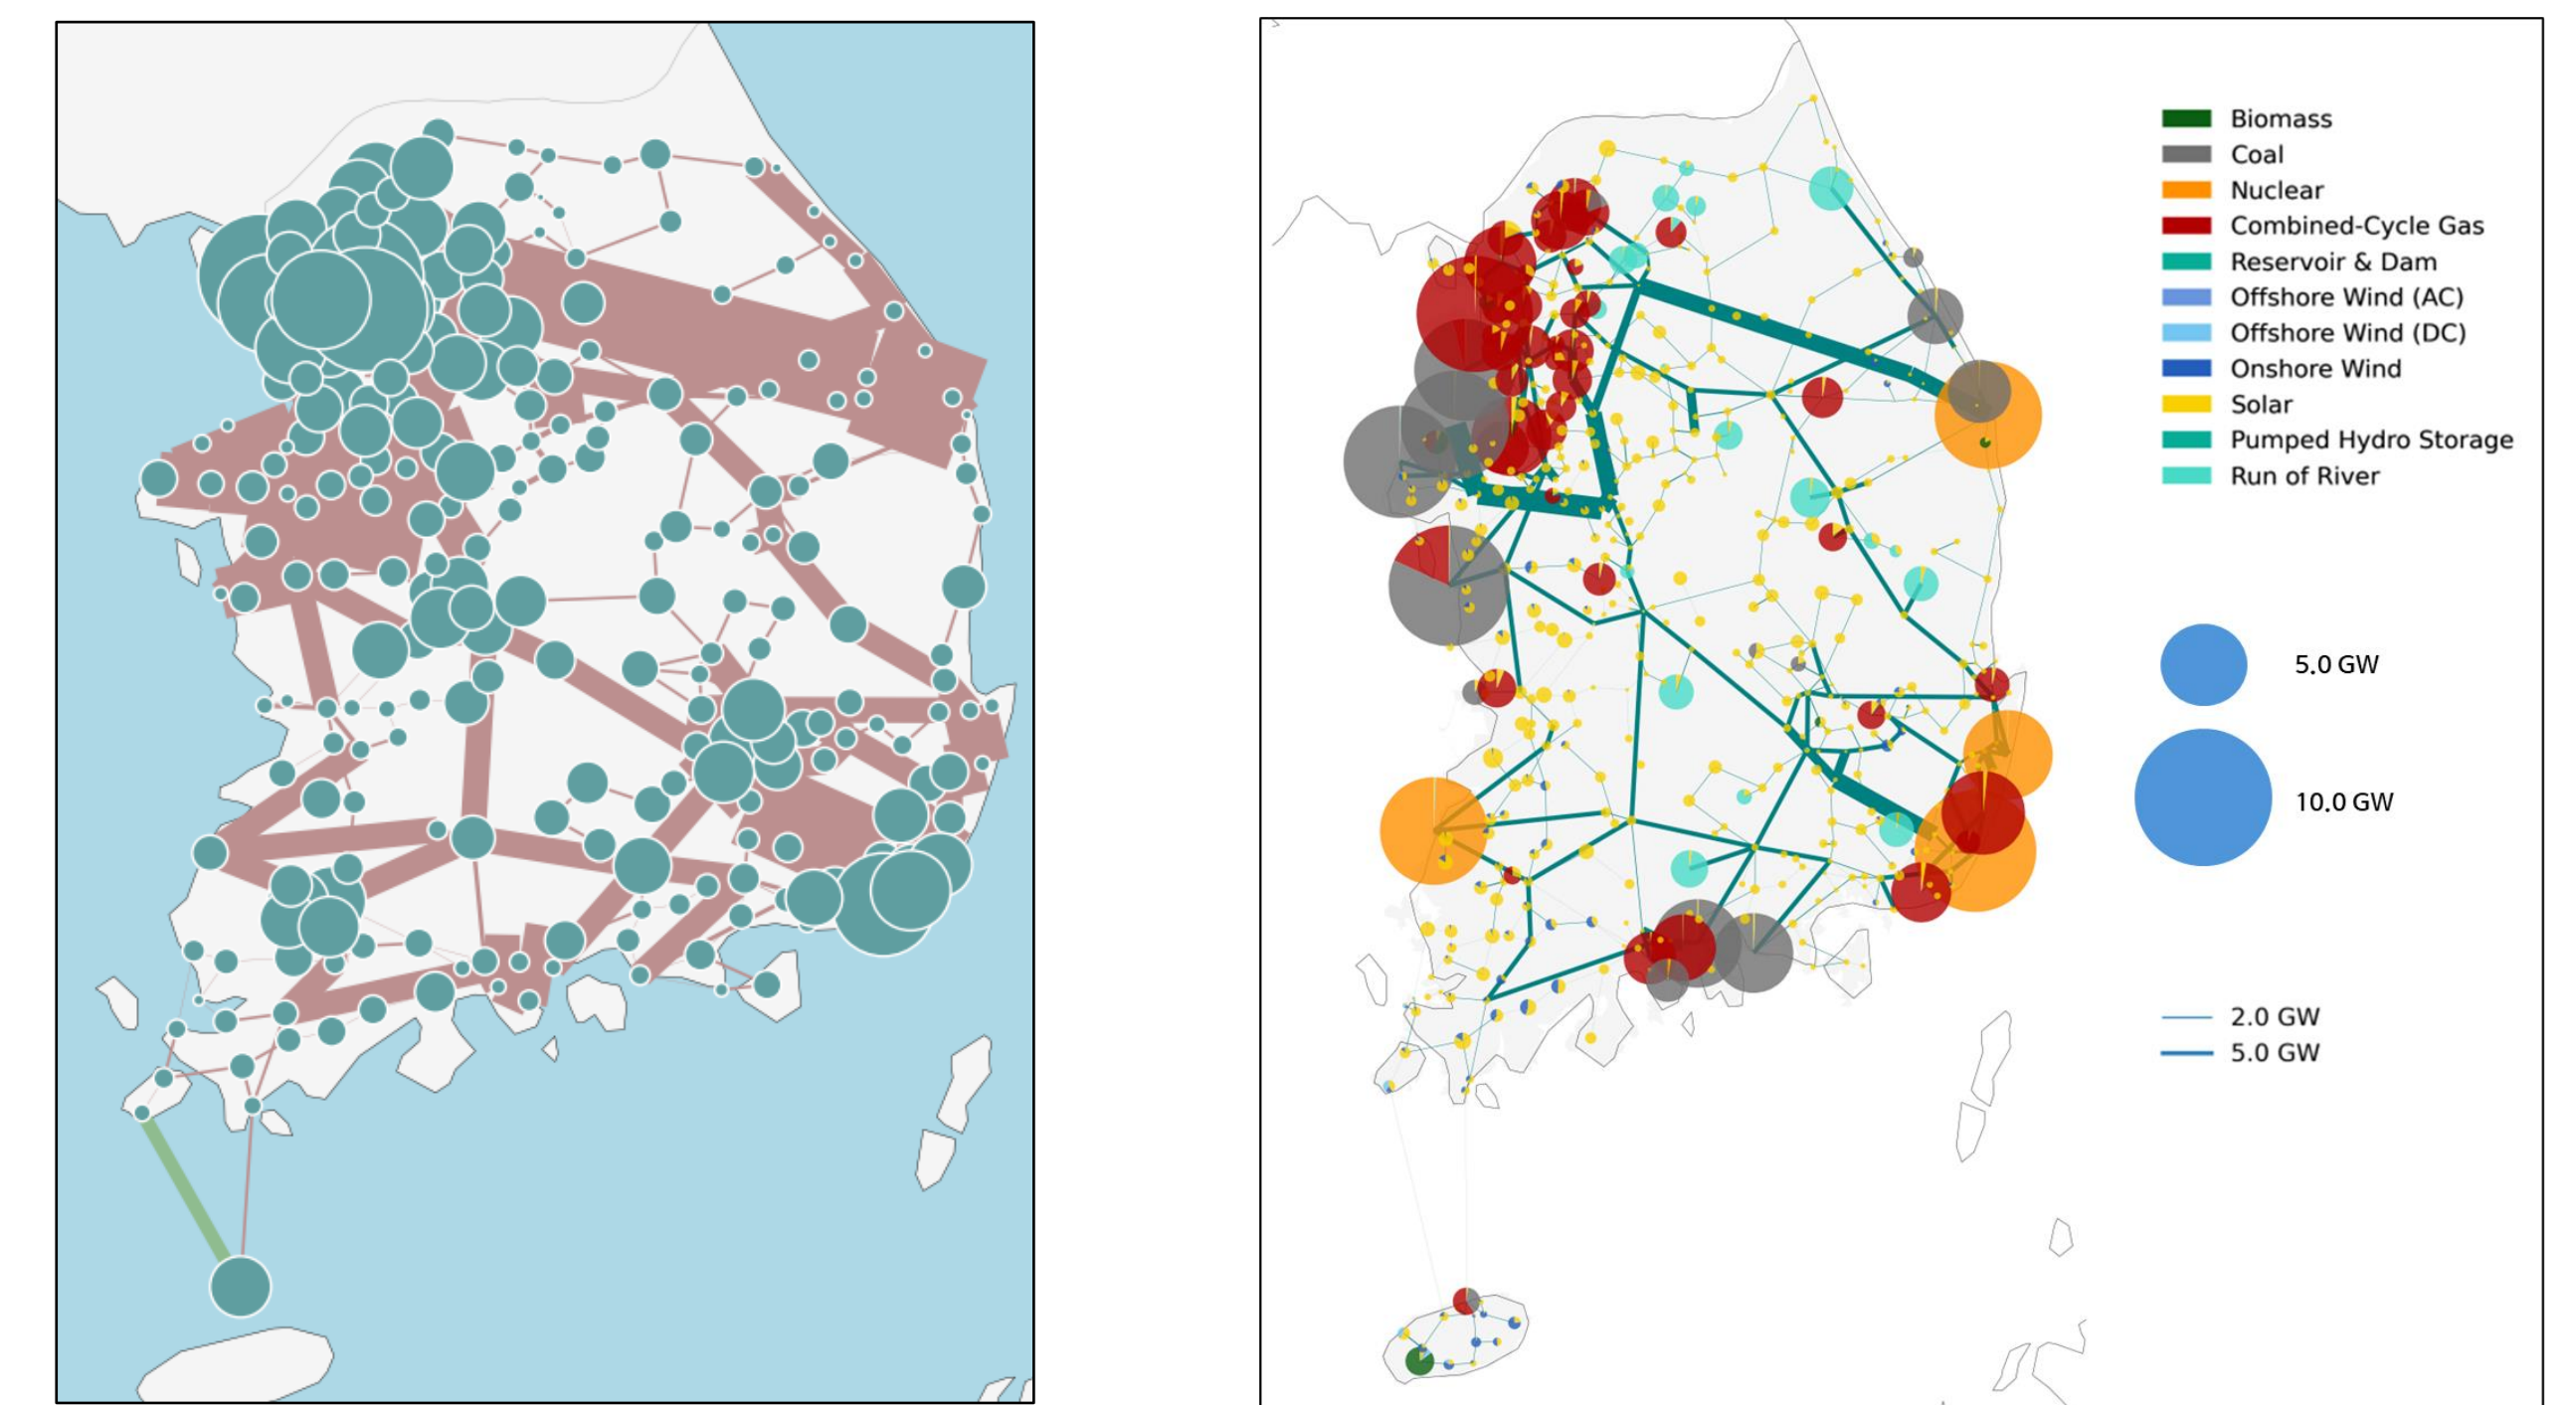 Biomass
Coal
Nuclear
Combined-Cycle Gas
Reservoir & Dam
Offshore Wind (AC)
Offshore Wind (DC)
Onshore Wind
Solar
Pumped Hydro Storage
Run of River
5.0 GW
10.0 GW
2.0 GW
5.0 GW